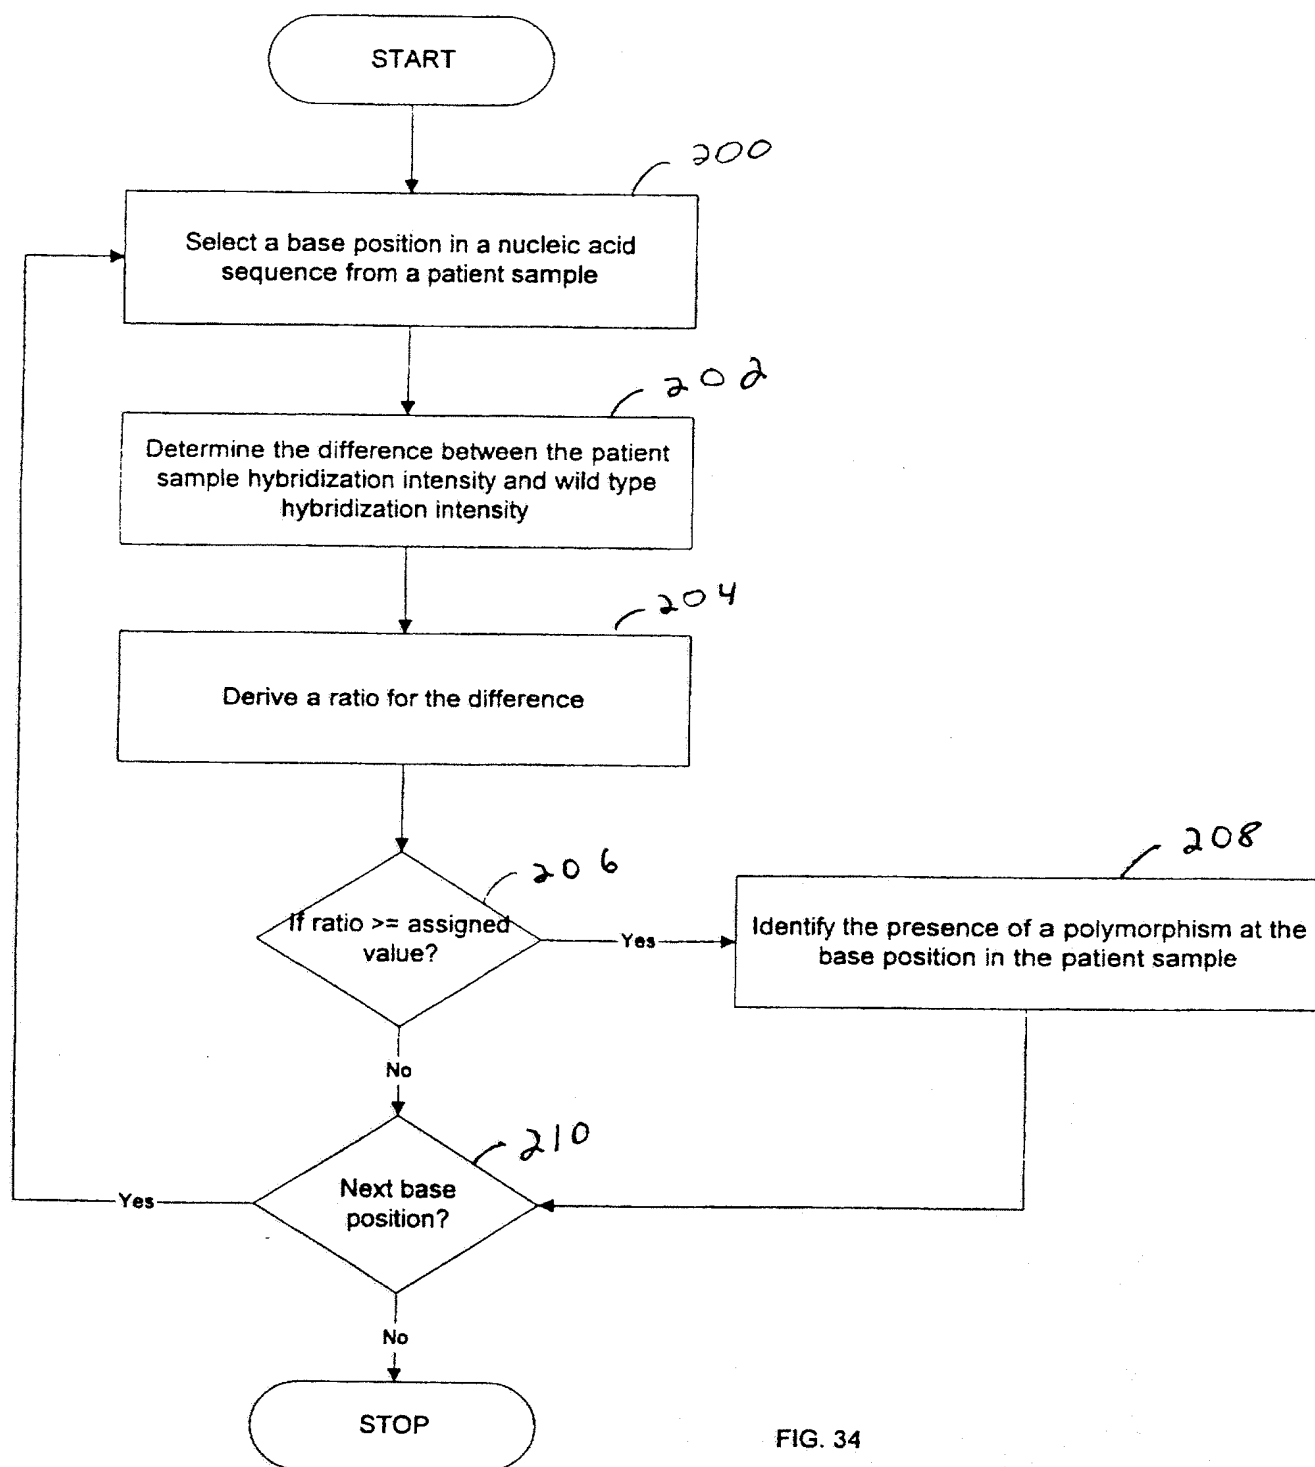 START
200
Select a base position in a nucleic acid
sequence from a patient sample
202
Determine the difference between the patient
sample hybridization intensity and wild type
hybridization intensity
204
Derive a ratio for the difference
206
If ratio >= assigned
value?
Yes
208
Identify the presence of a polymorphism at the
base position in the patient sample
No
210
Next base
position?
Yes
No
STOP
FIG. 34